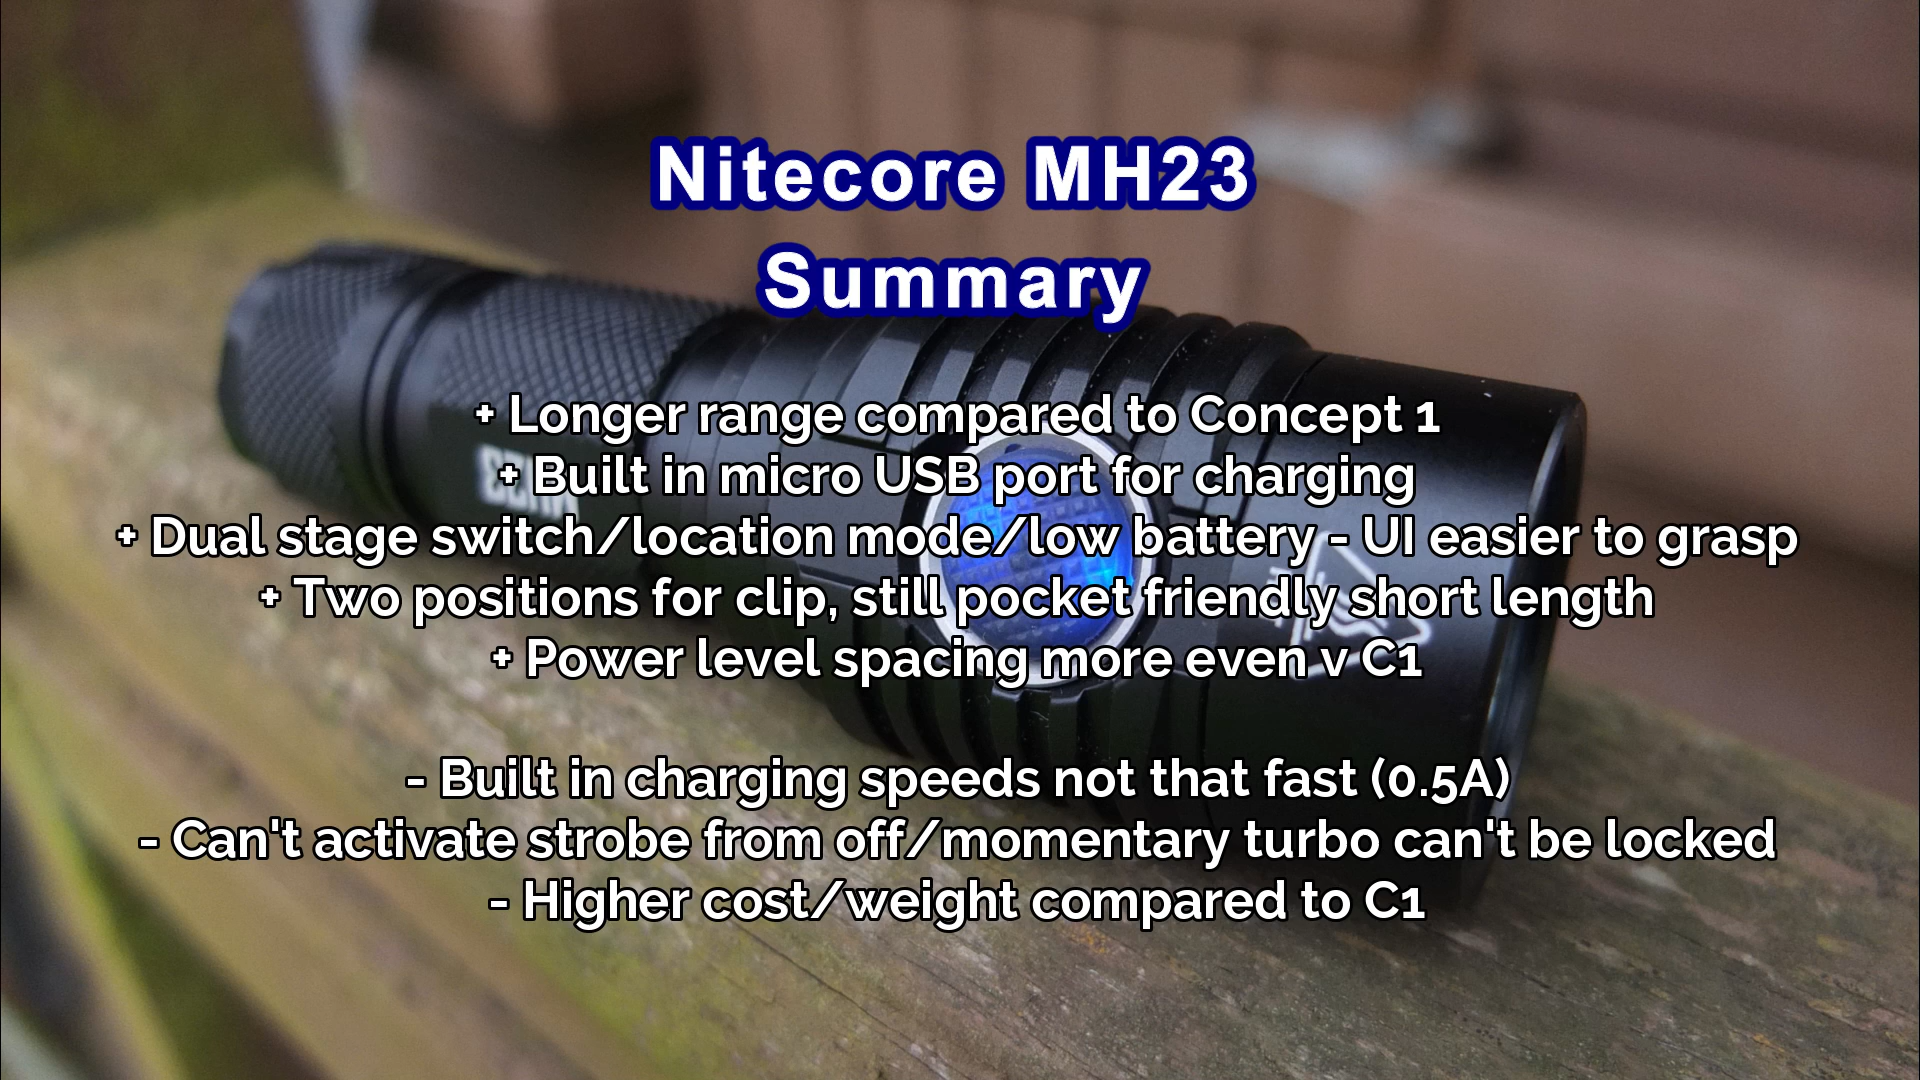 Nitecore MH23
Summary
+ Longer range compared to Concept 1
+ Built in micro USB port for charging
+ Dual stage switch/location mode/low battery - UI easier to grasp
+ Two positions for clip, still pocket friendly short length
+ Power level spacing more even v C1
- Built in charging speeds not that fast (0.5A)
- Can't activate strobe from off/momentary turbo can't be locked
- Higher cost/weight compared to C1